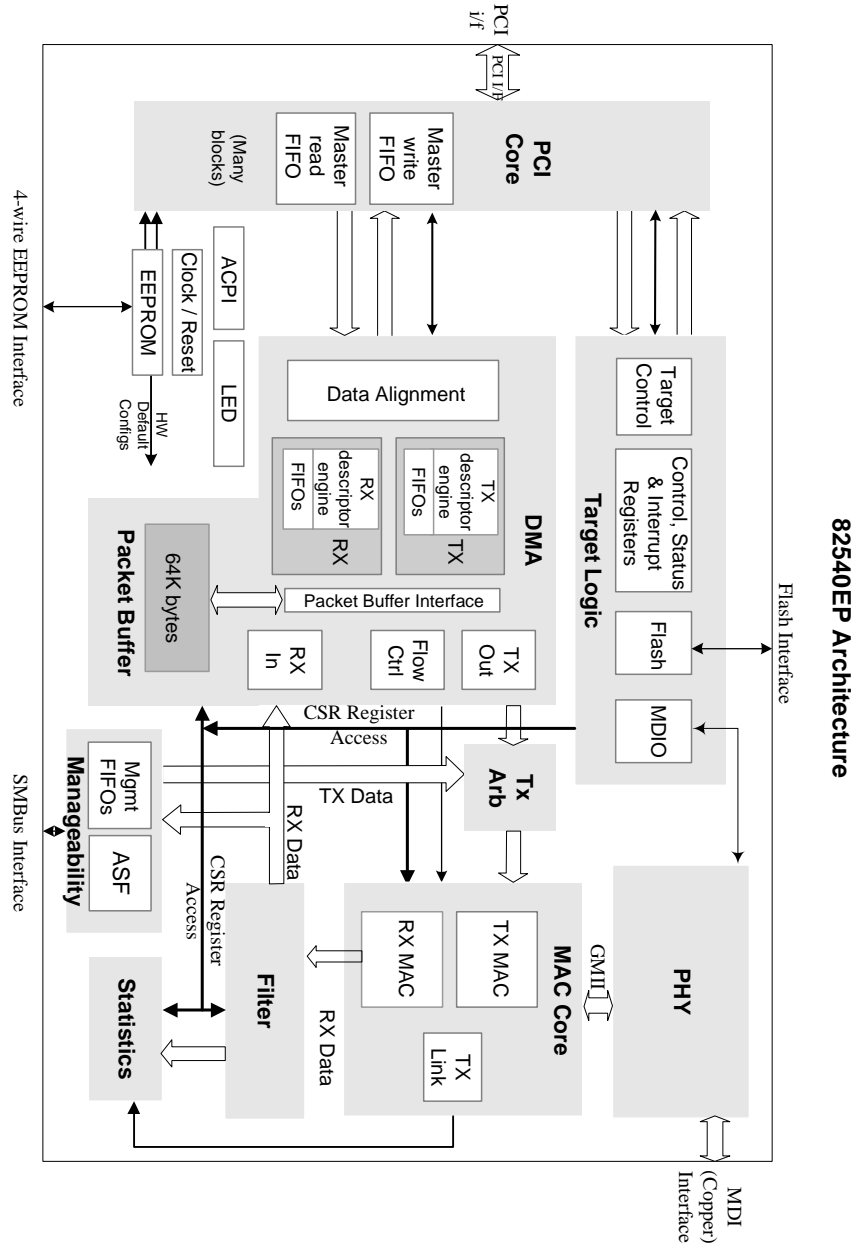 82540EP Architecture
PCI
i/f
PCI I/F
PCI
Core
Master
write
FIFO
Master
read
FIFO
(Many
blocks)
Target Logic
Target
Control
Control, Status
& Interrupt
Registers
Flash
MDIO
Flash Interface
DMA
Data Alignment
TX
descriptor
engine
FIFOs
TX
RX
descriptor
engine
FIFOs
RX
Packet Buffer Interface
TX
Out
Flow
Ctrl
RX
In
64K bytes
Packet Buffer
ACPI
LED
Clock / Reset
EEPROM
HW
Default
Configs
4-wire EEPROM Interface
CSR Register
Access
Tx
Arb
TX Data
RX Data
Mgmt
FIFOs
ASF
Manageability
SMBus Interface
CSR Register
Access
PHY
GMII
MAC Core
TX MAC
RX MAC
TX
Link
RX Data
Filter
Statistics
MDI
(Copper)
Interface